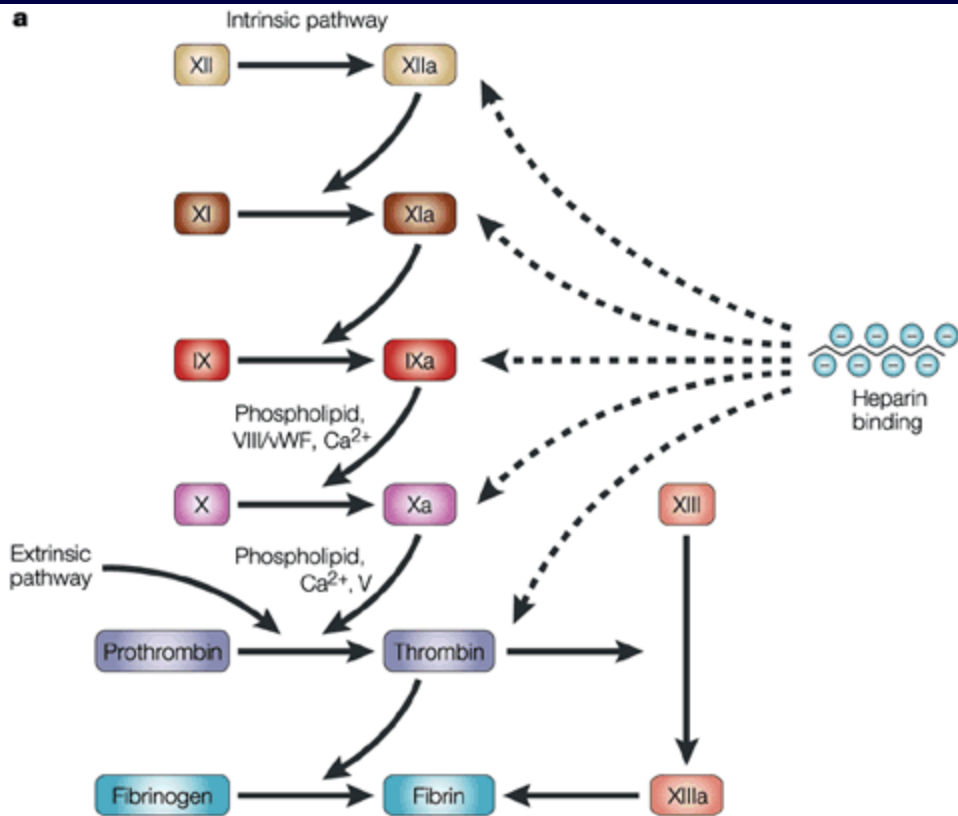 a
Intrinsic pathway
XII
XIIa
XI
XIa
IX
IXa
Heparin
binding
Phospholipid,
VIII/vWF, Ca²⁺
X
Xa
XIII
Extrinsic
pathway
Phospholipid,
Ca²⁺, V
Prothrombin
Thrombin
Fibrinogen
Fibrin
XIIIa